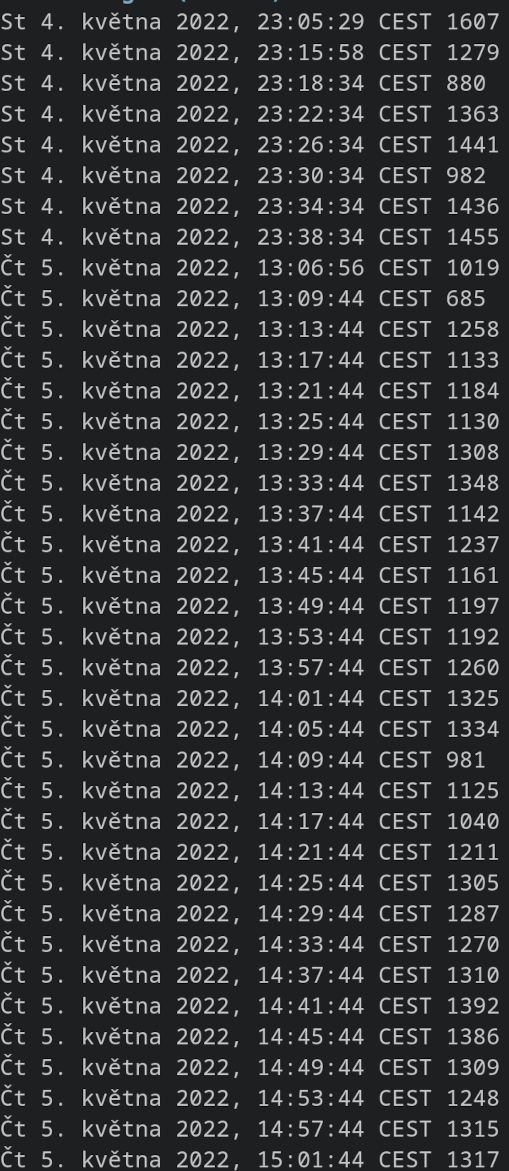 St 4. května 2022, 23:05:29 CEST 1607
St 4. května 2022, 23:15:58 CEST 1279
St 4. května 2022, 23:18:34 CEST 880
St 4. května 2022, 23:22:34 CEST 1363
St 4. května 2022, 23:26:34 CEST 1441
St 4. května 2022, 23:30:34 CEST 982
St 4. května 2022, 23:34:34 CEST 1436
St 4. května 2022, 23:38:34 CEST 1455
Čt 5. května 2022, 13:06:56 CEST 1019
Čt 5. května 2022, 13:09:44 CEST 685
Čt 5. května 2022, 13:13:44 CEST 1258
Čt 5. května 2022, 13:17:44 CEST 1133
Čt 5. května 2022, 13:21:44 CEST 1184
Čt 5. května 2022, 13:25:44 CEST 1130
Čt 5. května 2022, 13:29:44 CEST 1308
Čt 5. května 2022, 13:33:44 CEST 1348
Čt 5. května 2022, 13:37:44 CEST 1142
Čt 5. května 2022, 13:41:44 CEST 1237
Čt 5. května 2022, 13:45:44 CEST 1161
Čt 5. května 2022, 13:49:44 CEST 1197
Čt 5. května 2022, 13:53:44 CEST 1192
Čt 5. května 2022, 13:57:44 CEST 1260
Čt 5. května 2022, 14:01:44 CEST 1325
Čt 5. května 2022, 14:05:44 CEST 1334
Čt 5. května 2022, 14:09:44 CEST 981
Čt 5. května 2022, 14:13:44 CEST 1125
Čt 5. května 2022, 14:17:44 CEST 1040
Čt 5. května 2022, 14:21:44 CEST 1211
Čt 5. května 2022, 14:25:44 CEST 1305
Čt 5. května 2022, 14:29:44 CEST 1287
Čt 5. května 2022, 14:33:44 CEST 1270
Čt 5. května 2022, 14:37:44 CEST 1310
Čt 5. května 2022, 14:41:44 CEST 1392
Čt 5. května 2022, 14:45:44 CEST 1386
Čt 5. května 2022, 14:49:44 CEST 1309
Čt 5. května 2022, 14:53:44 CEST 1248
Čt 5. května 2022, 14:57:44 CEST 1315
Čt 5. května 2022, 15:01:44 CEST 1317